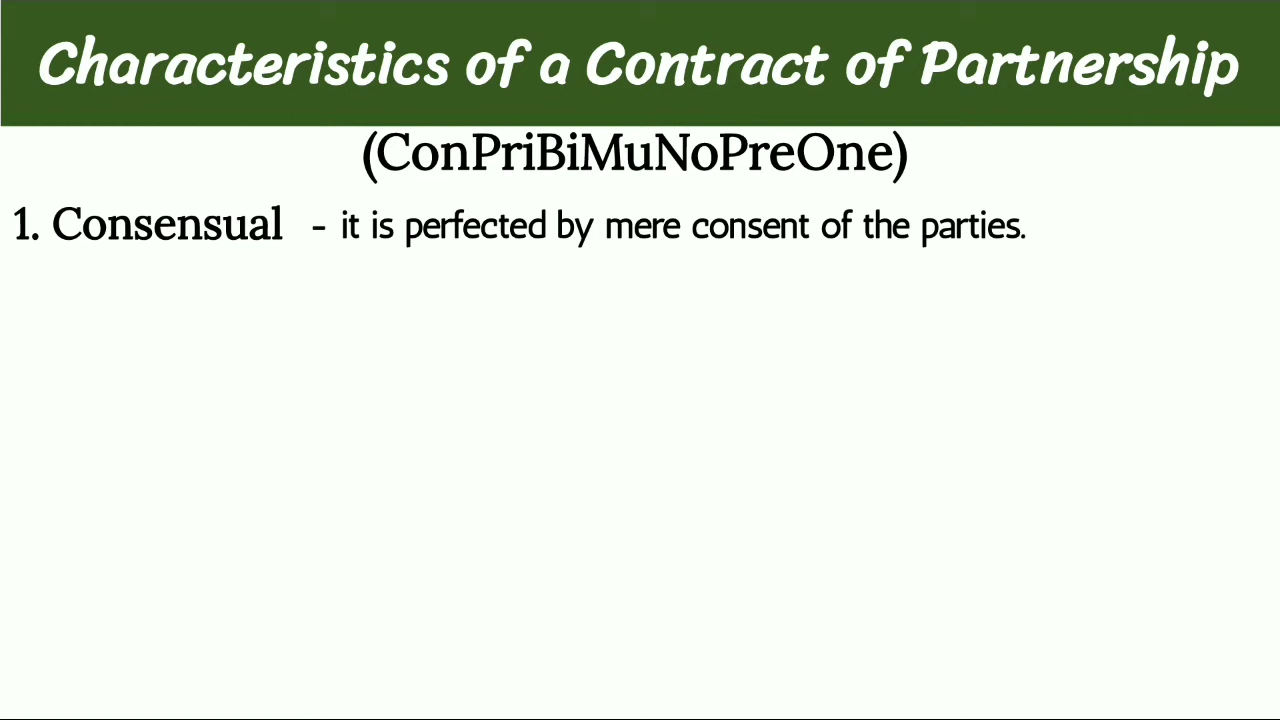 Characteristics of a Contract of Partnership
(ConPriBiMuNoPreOne)
1. Consensual - it is perfected by mere consent of the parties.